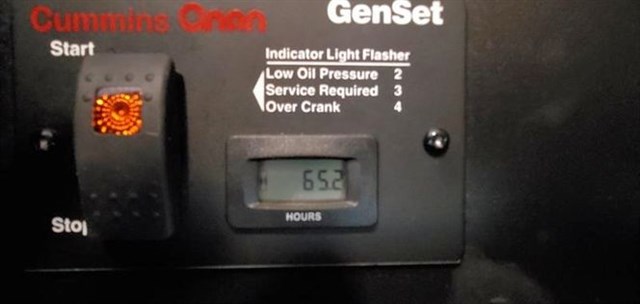 Cummins Onan
GenSet
Start
Indicator Light Flasher
Low Oil Pressure 2
Service Required 3
Over Crank 4
65.2
HOURS
Stop